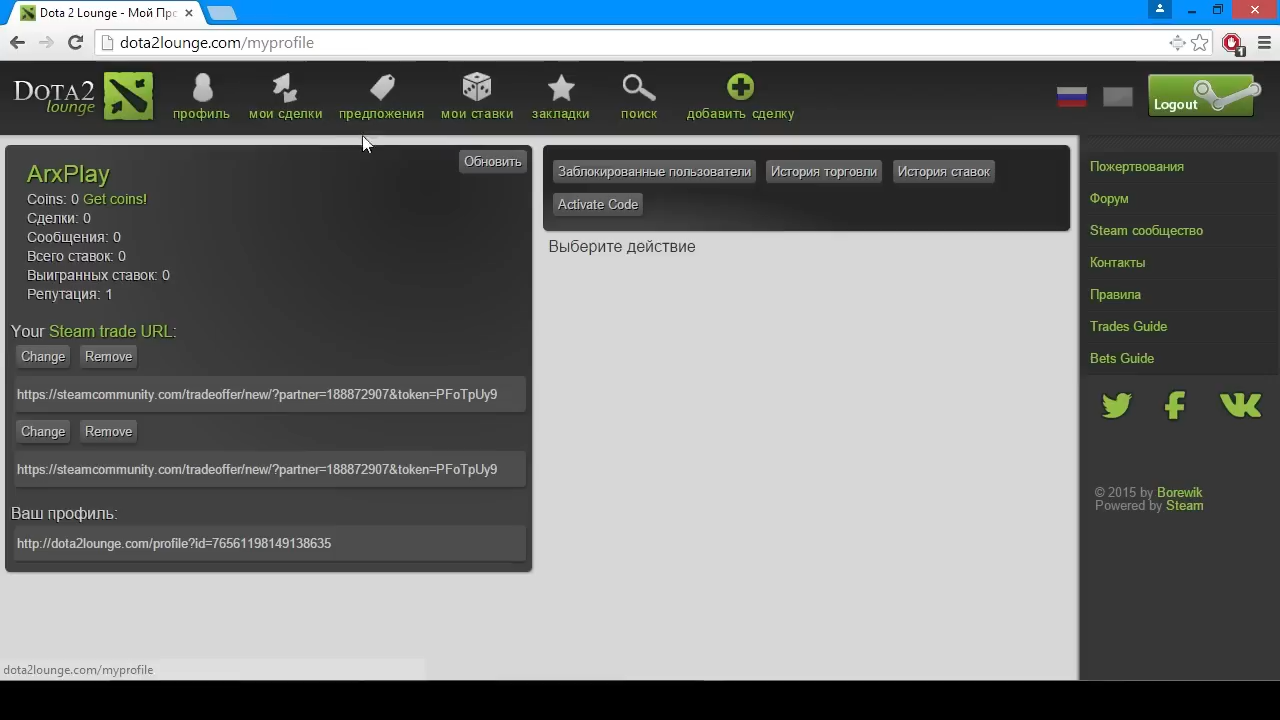 Dota 2 Lounge - Мой Прс
dota2lounge.com/myprofile
DOTA2
lounge
профиль
мои сделки
предложения
мои ставки
закладки
поиск
добавить сделку
Logout
ArxPlay
Обновить
Coins: 0 Get coins!
Сделки: 0
Сообщения: 0
Всего ставок: 0
Выигранных ставок: 0
Репутация: 1
Your Steam trade URL:
Change Remove
https://steamcommunity.com/tradeoffer/new/?partner=188872907&token=PFoTpUy9
Change Remove
https://steamcommunity.com/tradeoffer/new/?partner=188872907&token=PFoTpUy9
Ваш профиль:
http://dota2lounge.com/profile?id=76561198149138635
Заблокированные пользователи История торговли История ставок
Activate Code
Выберите действие
Пожертвования
Форум
Steam сообщество
Контакты
Правила
Trades Guide
Bets Guide
© 2015 by Borewik
Powered by Steam
dota2lounge.com/myprofile
1